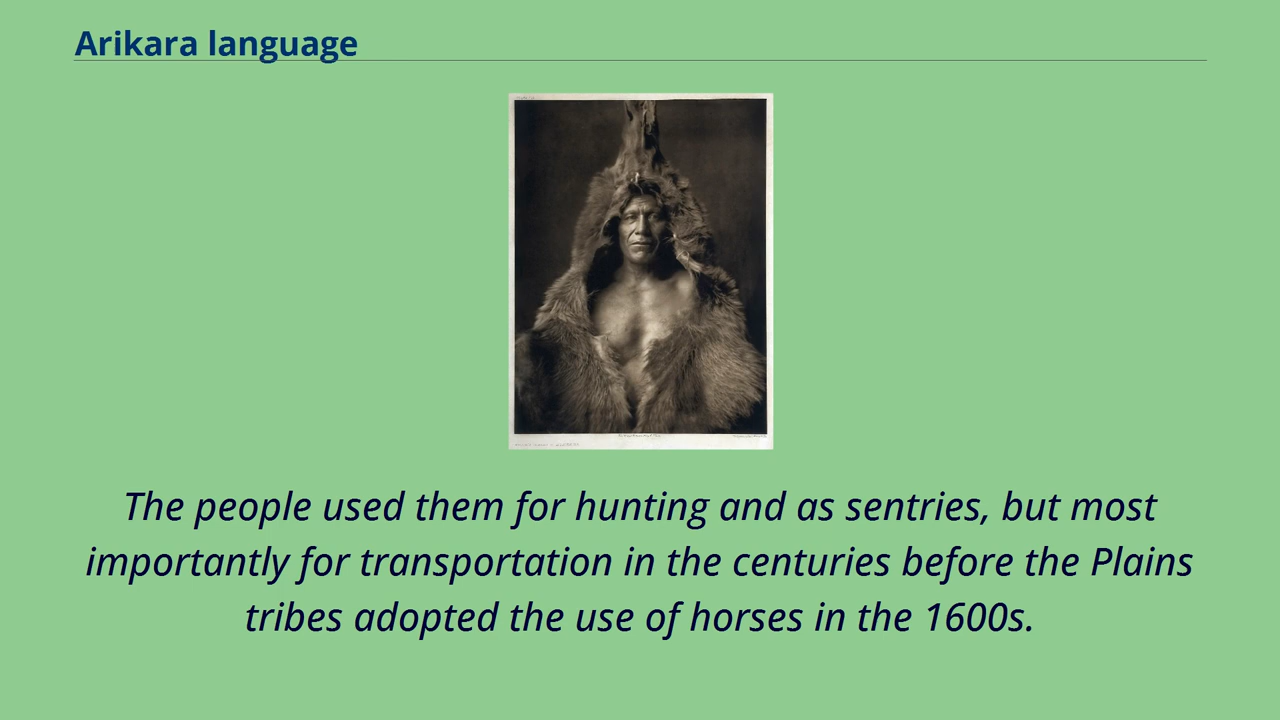 Arikara language
The people used them for hunting and as sentries, but most
importantly for transportation in the centuries before the Plains
tribes adopted the use of horses in the 1600s.